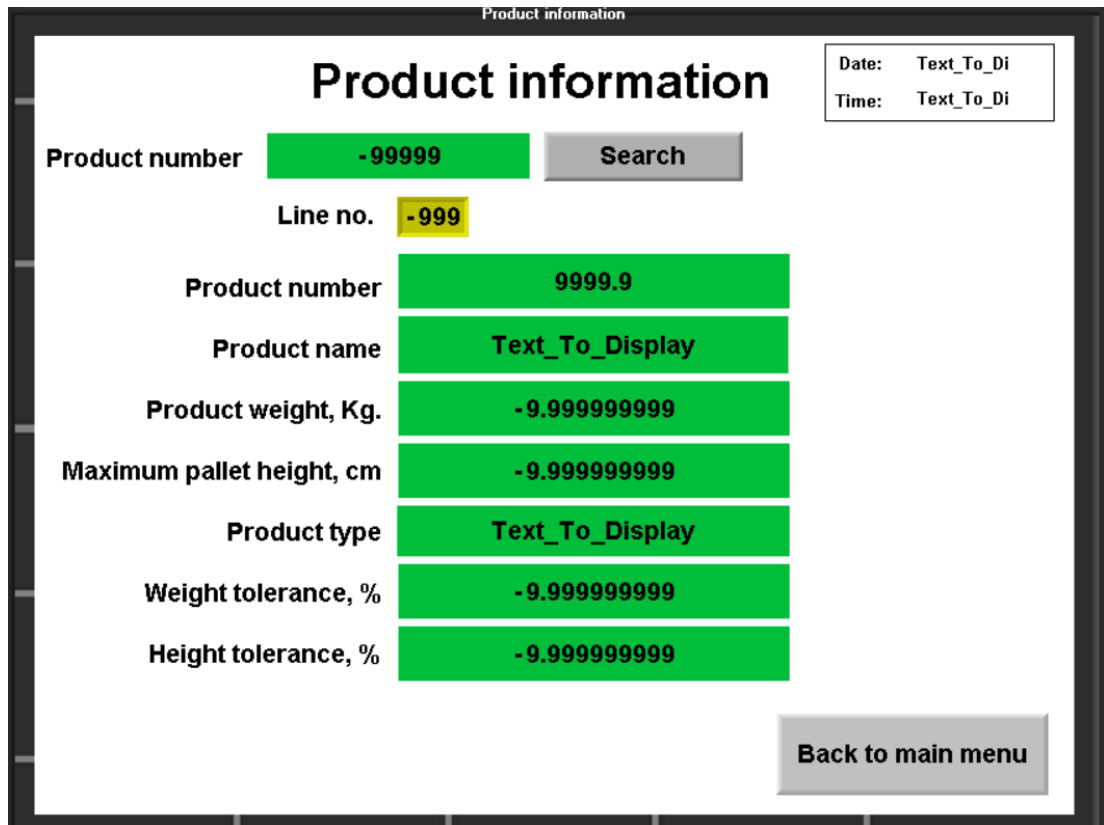 Product information
Product information
Date: Text_To_Di
Time: Text_To_Di
Product number -99999 Search
Line no. -999
Product number 9999.9
Product name Text_To_Display
Product weight, Kg. -9.999999999
Maximum pallet height, cm -9.999999999
Product type Text_To_Display
Weight tolerance, % -9.999999999
Height tolerance, % -9.999999999
Back to main menu